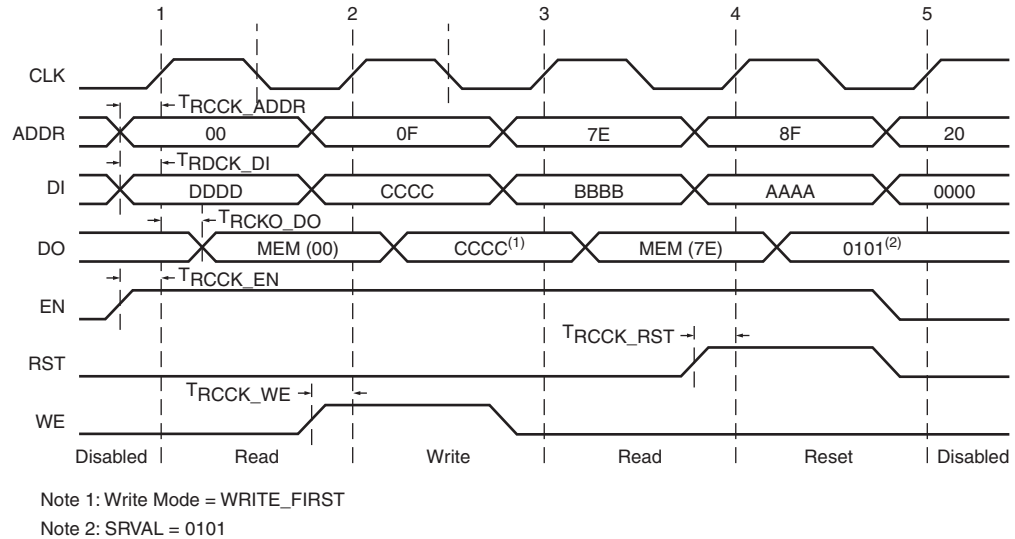 1 2 3 4 5
CLK
TRCCK_ADDR
ADDR 00 0F 7E 8F 20
TRDCK_DI
DI DDDD CCCC BBBB AAAA 0000
TRCKO_DO
DO MEM (00) CCCC(1) MEM (7E) 0101(2)
TRCCK_EN
EN
TRCCK_RST
RST
TRCCK_WE
WE
Disabled Read Write Read Reset Disabled
Note 1: Write Mode = WRITE_FIRST
Note 2: SRVAL = 0101